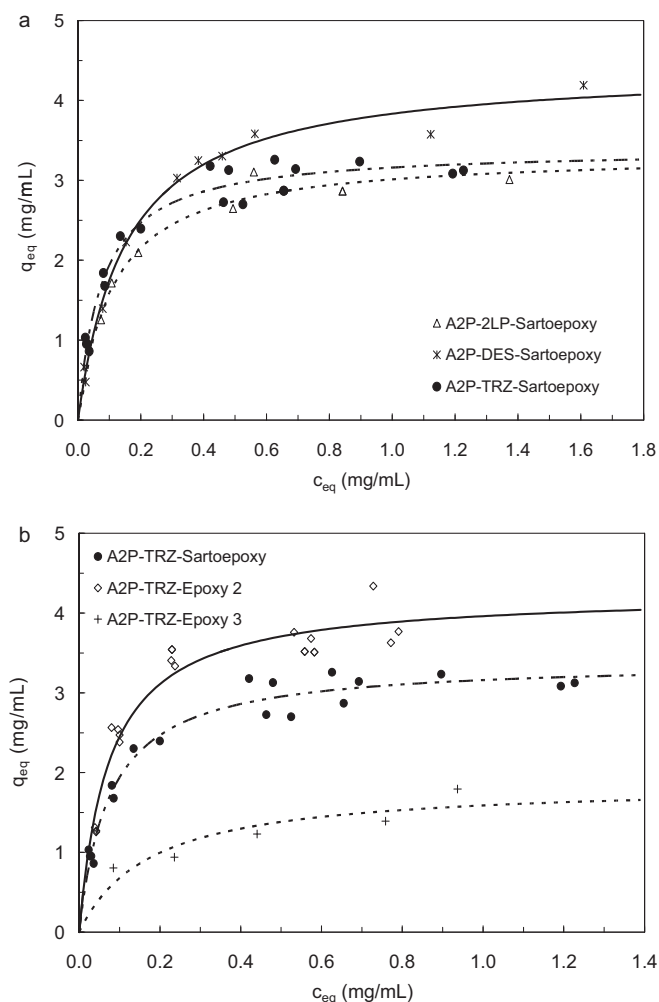 a
5
4
3
2
1
0
q_eq (mg/mL)
A2P-2LP-Sartoepoxy
A2P-DES-Sartoepoxy
A2P-TRZ-Sartoepoxy
0.0 0.2 0.4 0.6 0.8 1.0 1.2 1.4 1.6 1.8
c_eq (mg/mL)
b
5
4
3
2
1
0
q_eq (mg/mL)
A2P-TRZ-Sartoepoxy
A2P-TRZ-Epoxy 2
A2P-TRZ-Epoxy 3
0.0 0.2 0.4 0.6 0.8 1.0 1.2 1.4
c_eq (mg/mL)